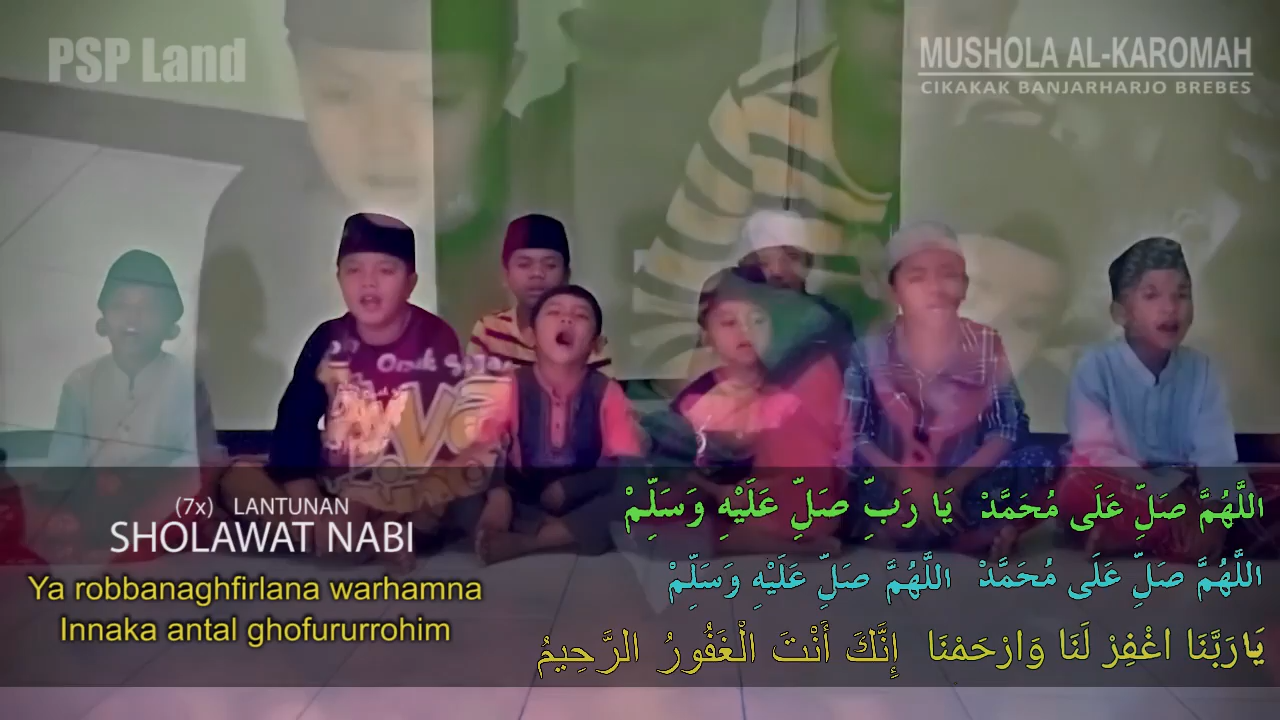 PSP Land
MUSHOLA AL-KAROMAH
CIKAKAK BANJARHARJO BREBES
(7x) LANTUNAN
SHOLAWAT NABI
Ya robbanaghfirlana warhamna
Innaka antal ghofururrohim
اللَّهُمَّ صَلِّ عَلَى مُحَمَّدْ يَا رَبِّ صَلِّ عَلَيْهِ وَسَلِّمْ
اللَّهُمَّ صَلِّ عَلَى مُحَمَّدْ اللَّهُمَّ صَلِّ عَلَيْهِ وَسَلِّمْ
يَارَبَّنَا اغْفِرْ لَنَا وَارْحَمْنَا إِنَّكَ أَنْتَ الْغَفُورُ الرَّحِيمُ